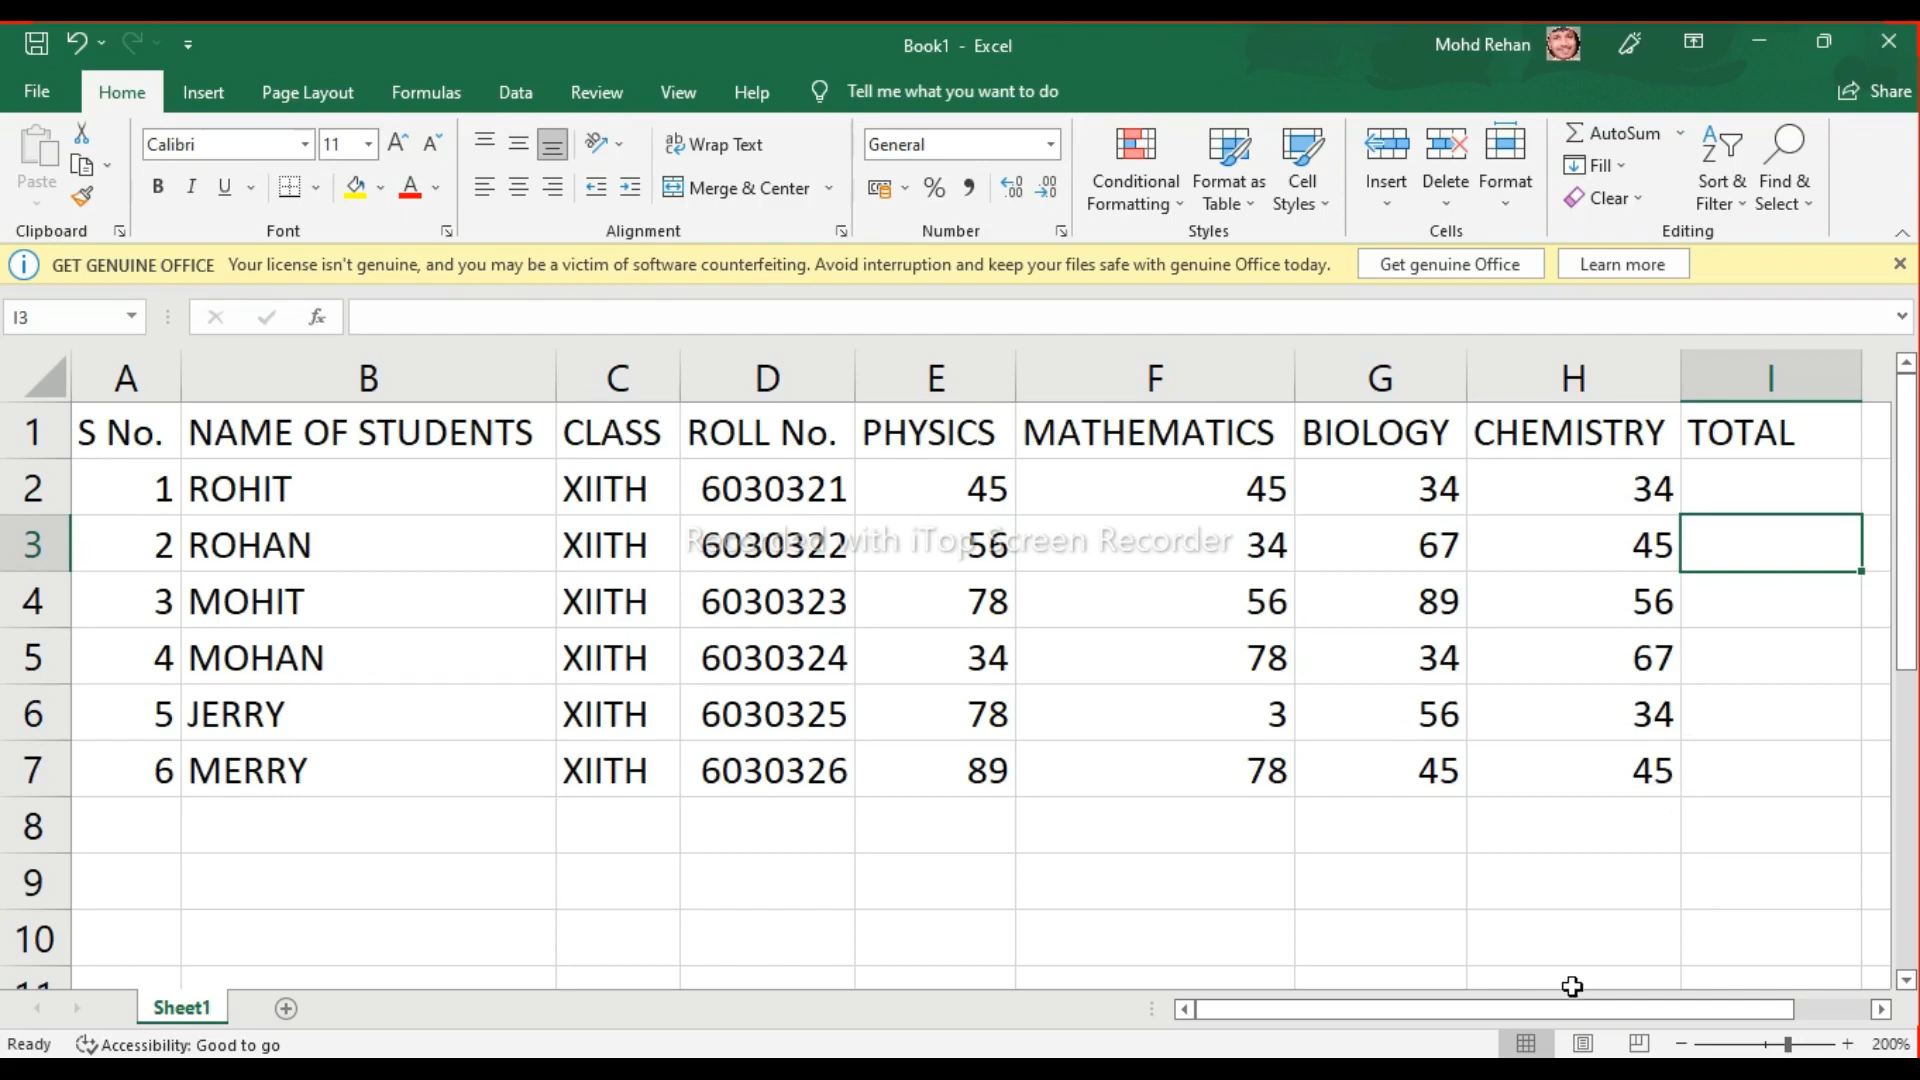 Book1 - Excel
Mohd Rehan
File Home Insert Page Layout Formulas Data Review View Help Tell me what you want to do Share
Paste
Calibri 11
Wrap Text
General
Conditional Formatting
Format as Table
Cell Styles
Insert Delete Format
AutoSum
Fill
Sort & Filter
Find & Select
B I U
Merge & Center
Clear
Clipboard Font Alignment Number Styles Cells Editing
GET GENUINE OFFICE Your license isn't genuine, and you may be a victim of software counterfeiting. Avoid interruption and keep your files safe with genuine Office today. Get genuine Office Learn more
I3 fx
A B C D E F G H I
1 S No. NAME OF STUDENTS CLASS ROLL No. PHYSICS MATHEMATICS BIOLOGY CHEMISTRY TOTAL
2 1 ROHIT XIITH 6030321 45 45 34 34
3 2 ROHAN XIITH 6030322 56 34 67 45
Recorded with iTop Screen Recorder
4 3 MOHIT XIITH 6030323 78 56 89 56
5 4 MOHAN XIITH 6030324 34 78 34 67
6 5 JERRY XIITH 6030325 78 3 56 34
7 6 MERRY XIITH 6030326 89 78 45 45
8
9
10
11
Sheet1
Ready Accessibility: Good to go 200%